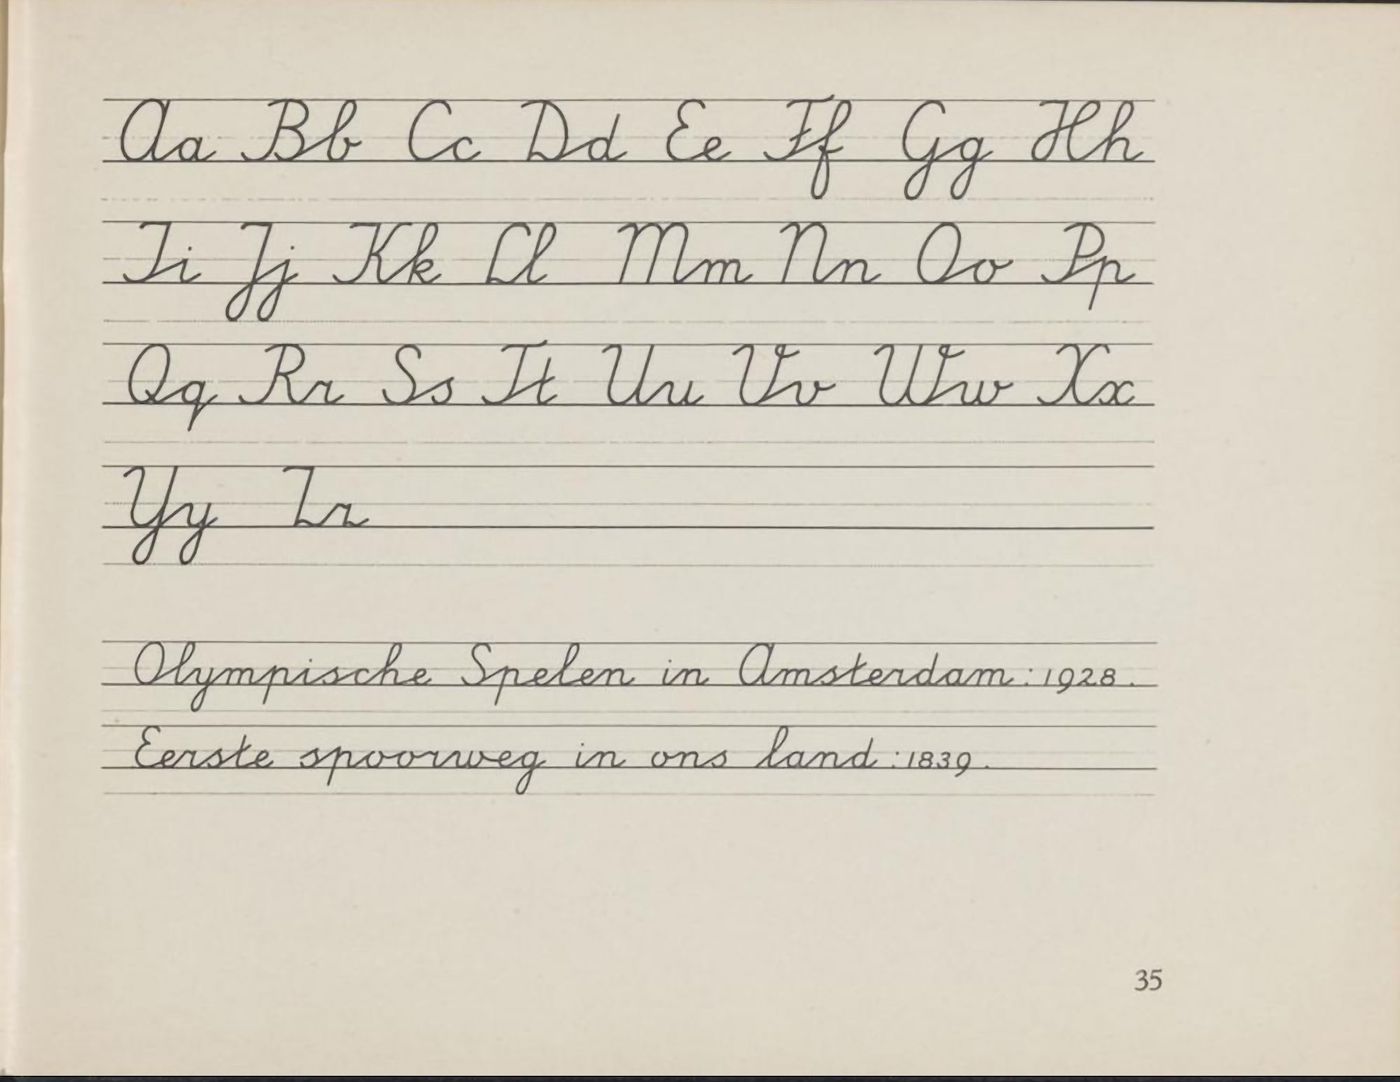 Aa Bb Cc Dd Ee Ff Gg Hh
Ii Jj Kk Ll Mm Nn Oo Pp
Qq Rr Ss Tt Uu Vv Ww Xx
Yy Zz
Olympische Spelen in Amsterdam: 1928.
Eerste spoorweg in ons land: 1839.
35